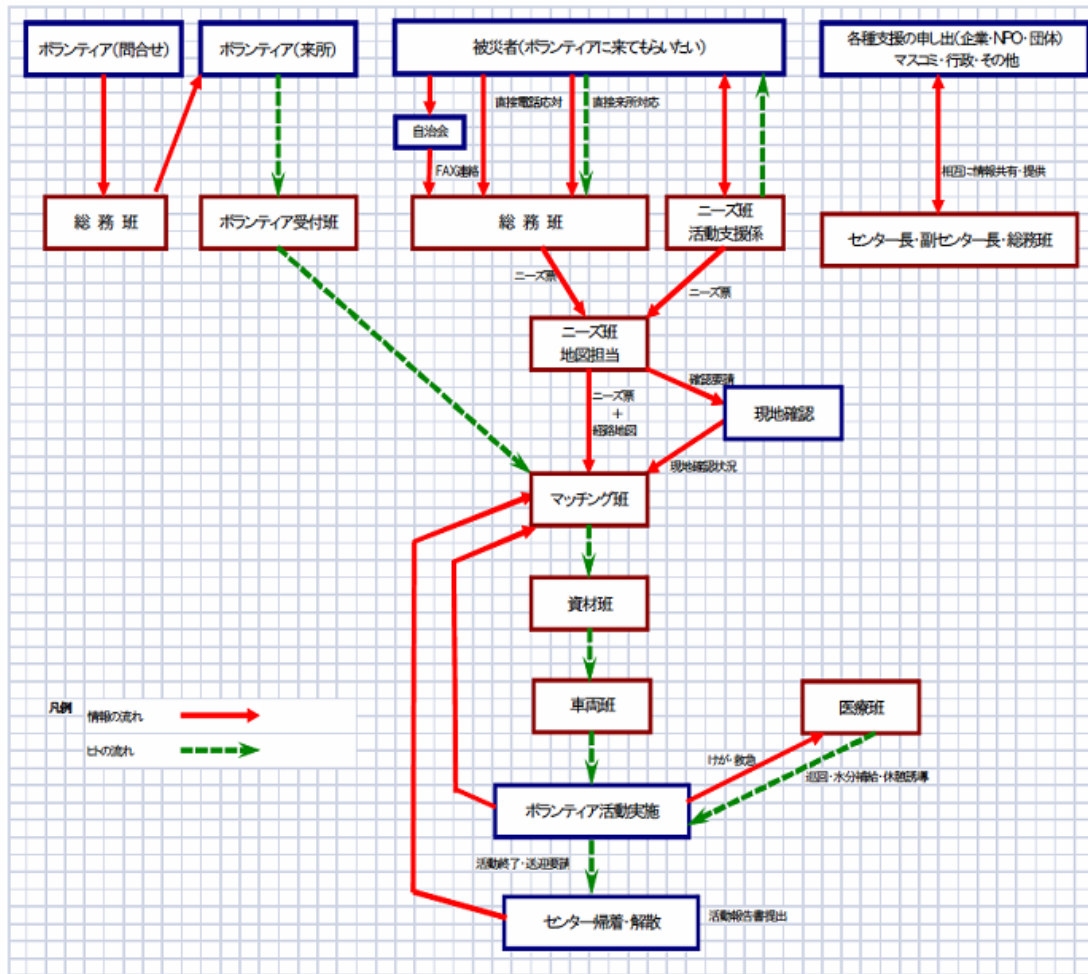 ボランティア(問合せ)
ボランティア(来所)
被災者(ボランティアに来てもらいたい)
各種支援の申し出(企業・NPO・団体)
マスコミ・行政・その他
直接電話応対
直接来所対応
自治会
FAX連絡
相互に情報共有・提供
総務班
ボランティア受付班
総務班
ニーズ班
活動支援係
センター長・副センター長・総務班
ニーズ票
ニーズ票
ニーズ班
地図担当
確認要請
ニーズ票
+
経路地図
現地確認
現地確認状況
マッチング班
資材班
凡例
情報の流れ
ヒトの流れ
車両班
医療班
けが・救急
巡回・水分補給・休憩誘導
ボランティア活動実施
活動終了・送迎要請
センター帰着・解散
活動報告書提出